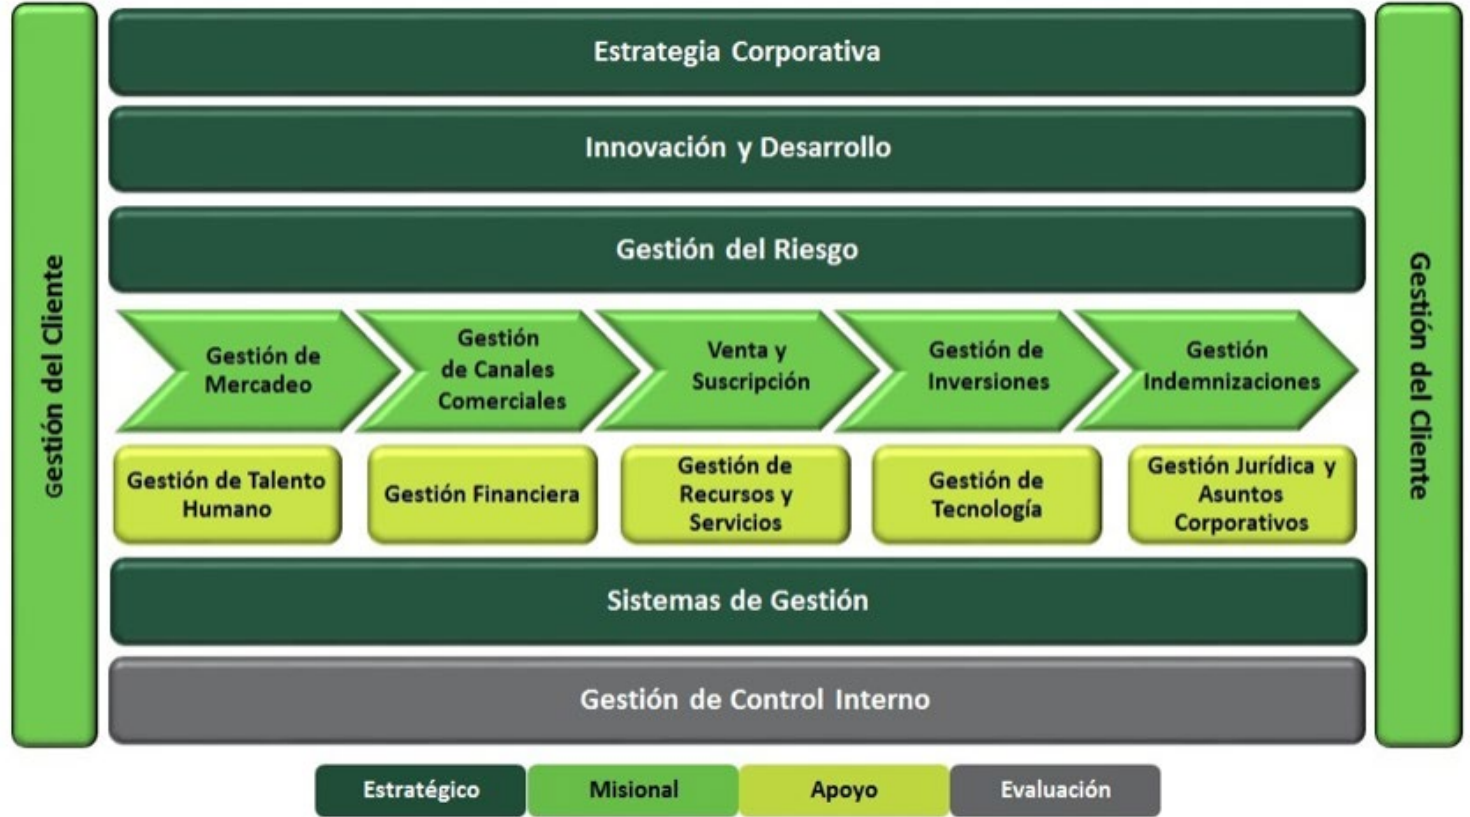 Estrategia Corporativa
Innovación y Desarrollo
Gestión del Riesgo
Gestión del Cliente
Gestión de
Mercadeo
Gestión
de Canales
Comerciales
Venta y
Suscripción
Gestión de
Inversiones
Gestión
Indemnizaciones
Gestión del Cliente
Gestión de Talento
Humano
Gestión Financiera
Gestión de
Recursos y
Servicios
Gestión de
Tecnología
Gestión Jurídica y
Asuntos
Corporativos
Sistemas de Gestión
Gestión de Control Interno
Estratégico
Misional
Apoyo
Evaluación